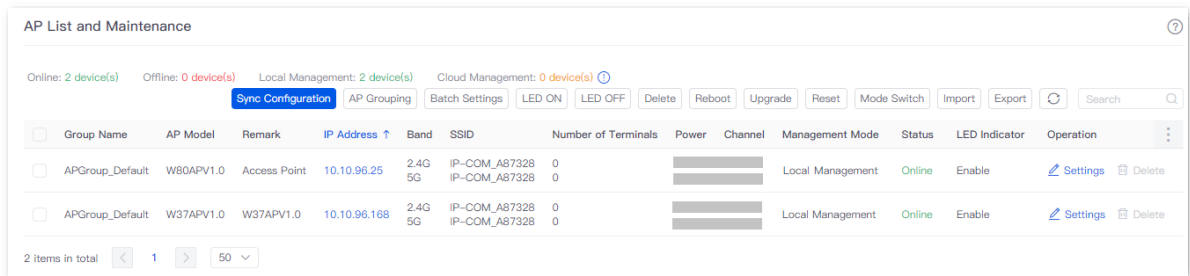 AP List and Maintenance
Online: 2 device(s) Offline: 0 device(s) Local Management: 2 device(s) Cloud Management: 0 device(s)
Sync Configuration AP Grouping Batch Settings LED ON LED OFF Delete Reboot Upgrade Reset Mode Switch Import Export Search
Group Name AP Model Remark IP Address ↑ Band SSID Number of Terminals Power Channel Management Mode Status LED Indicator Operation
2.4G IP-COM_A87328 0
APGroup_Default W80APV1.0 Access Point 10.10.96.25 Local Management Online Enable Settings Delete
5G IP-COM_A87328 0
2.4G IP-COM_A87328 0
APGroup_Default W37APV1.0 W37APV1.0 10.10.96.168 Local Management Online Enable Settings Delete
5G IP-COM_A87328 0
2 items in total < 1 > 50